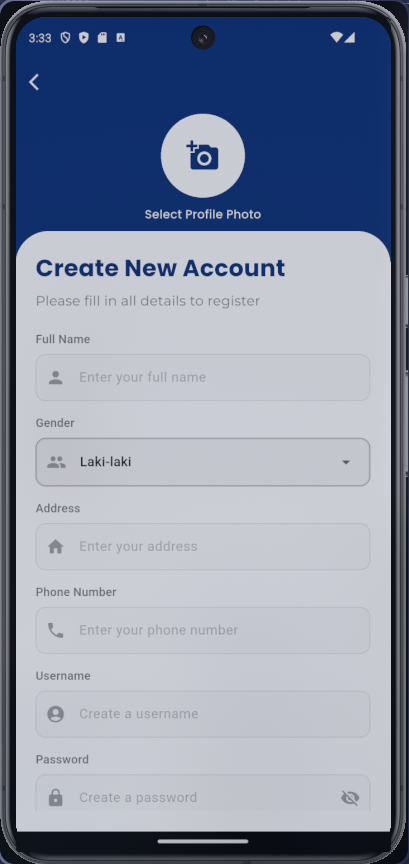 3:33
Select Profile Photo
Create New Account
Please fill in all details to register
Full Name
Enter your full name
Gender
Laki-laki
Address
Enter your address
Phone Number
Enter your phone number
Username
Create a username
Password
Create a password